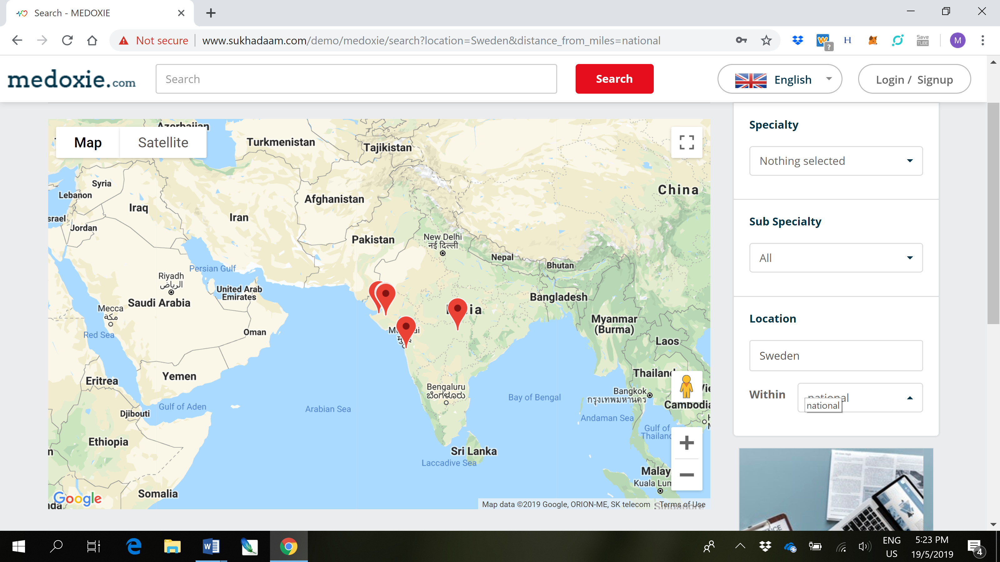 Search - MEDOXIE
Not secure
www.sukhadaam.com/demo/medoxie/search?location=Sweden&distance_from_miles=national
Save
TUBE
M
medoxie.com
Search
Search
English
Login / Signup
Map
Satellite
Azerbaijan
Turkmenistan
Tajikistan
Syria
Lebanon
Iraq
Iran
Afghanistan
China
srael
Jordan
Pakistan
New Delhi
नई दिल्ली
Nepal
Bhutan
Persian Gulf
Riyadh
الرياض
United Arab
Emirates
Saudi Arabia
Mecca
مكة
Bangladesh
Myanmar
(Burma)
Red Sea
Oman
Laos
Yemen
Eritrea
Thailand
Bengaluru
ಬೆಂಗಳೂರು
Bangkok
กรุงเทพมหานคร
Bay of Bengal
Cambodia
Gulf of Aden
Djibouti
Arabian Sea
Andaman Sea
Gulf of
Thailand
Ethiopia
Sri Lanka
Laccadive Sea
Malay
Kuala Lum
Somalia
Google
Map data ©2019 Google, ORION-ME, SK telecom
Terms of Use
Specialty
Nothing selected
Sub Specialty
All
Location
Sweden
Within
national
national
ENG
US
5:23 PM
19/5/2019
4